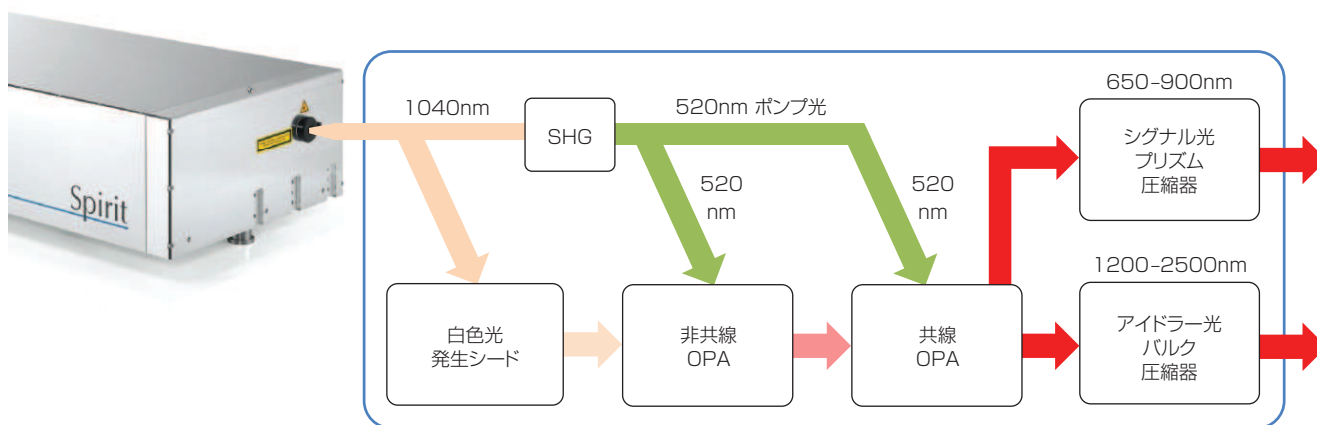 Spirit
1040nm
SHG
520nm ポンプ光
520
nm
520
nm
白色光
発生シード
非共線
OPA
共線
OPA
650–900nm
シグナル光
プリズム
圧縮器
1200–2500nm
アイドラー光
バルク
圧縮器